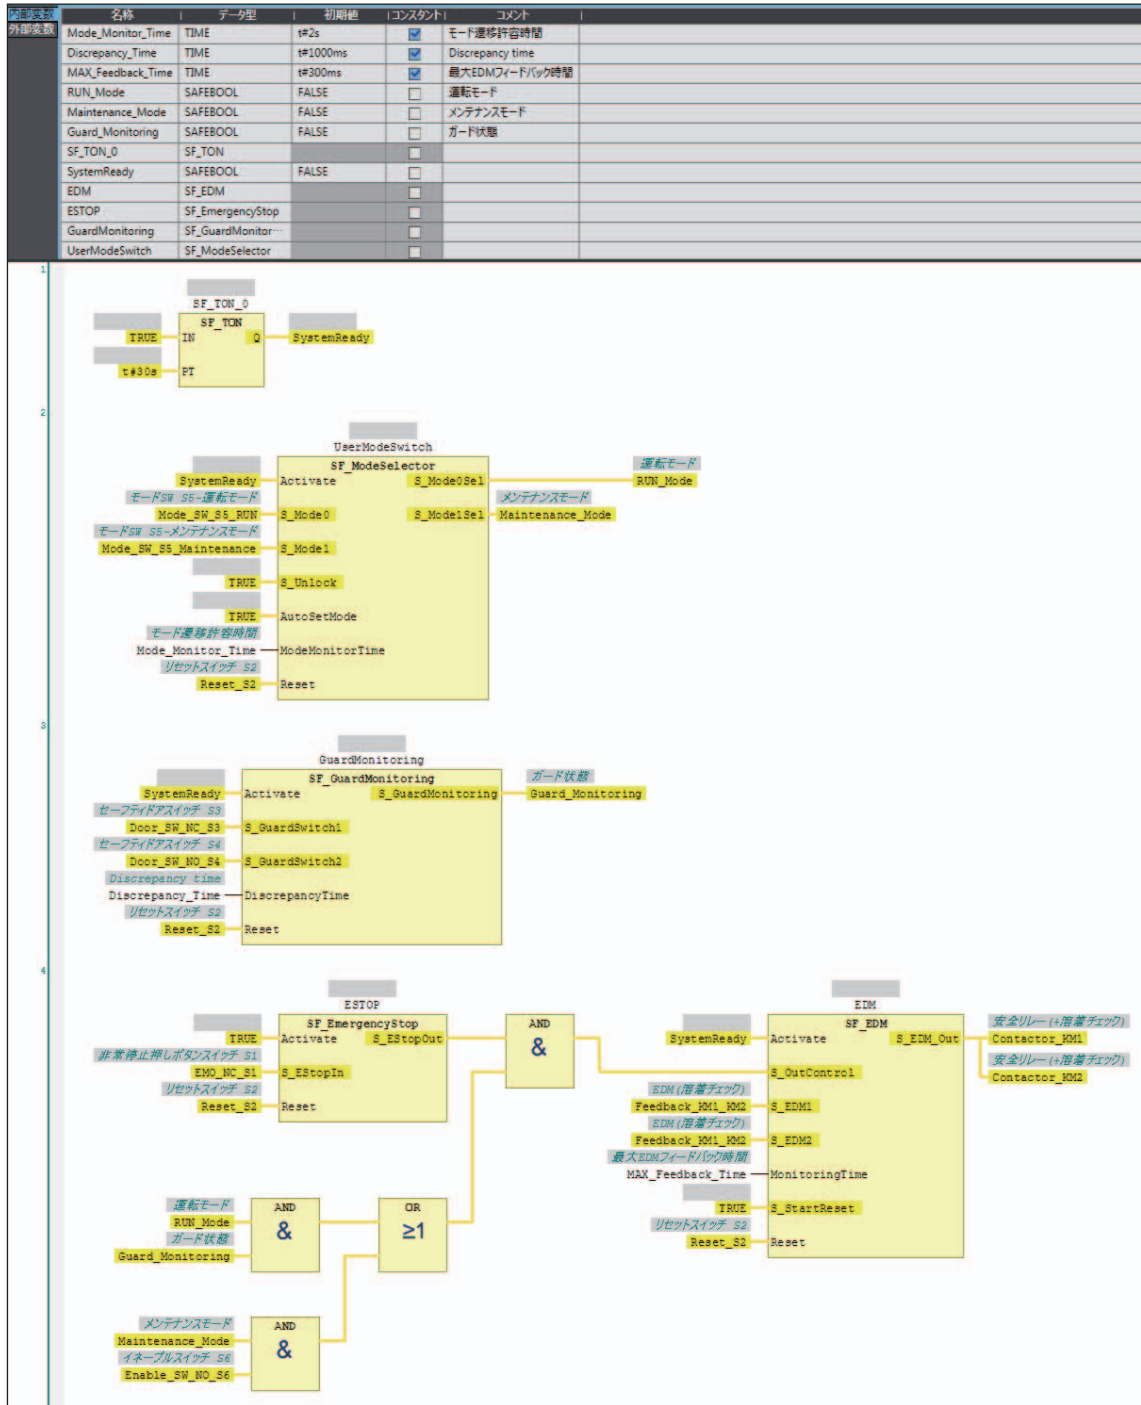 内部変数 名称 データ型 初期値 コンスタント コメント
外部変数
Mode_Monitor_Time TIME t#2s モード遷移許容時間
Discrepancy_Time TIME t#1000ms Discrepancy time
MAX_Feedback_Time TIME t#300ms 最大EDMフィードバック時間
RUN_Mode SAFEBOOL FALSE 運転モード
Maintenance_Mode SAFEBOOL FALSE メンテナンスモード
Guard_Monitoring SAFEBOOL FALSE ガード状態
SF_TON_0 SF_TON
SystemReady SAFEBOOL FALSE
EDM SF_EDM
ESTOP SF_EmergencyStop
GuardMonitoring SF_GuardMonitor…
UserModeSwitch SF_ModeSelector
1
SF_TON_0
SF_TON
TRUE IN Q SystemReady
t#30s PT
2
UserModeSwitch
SF_ModeSelector 運転モード
SystemReady Activate S_Mode0Sel RUN_Mode
モードSW S5-運転モード メンテナンスモード
Mode_SW_S5_RUN S_Mode0 S_Mode1Sel Maintenance_Mode
モードSW S5-メンテナンスモード
Mode_SW_S5_Maintenance S_Mode1
TRUE S_Unlock
TRUE AutoSetMode
モード遷移許容時間
Mode_Monitor_Time ModeMonitorTime
リセットスイッチ S2
Reset_S2 Reset
3
GuardMonitoring
SF_GuardMonitoring ガード状態
SystemReady Activate S_GuardMonitoring Guard_Monitoring
セーフティドアスイッチ S3
Door_SW_NC_S3 S_GuardSwitch1
セーフティドアスイッチ S4
Door_SW_NO_S4 S_GuardSwitch2
Discrepancy time
Discrepancy_Time DiscrepancyTime
リセットスイッチ S2
Reset_S2 Reset
4
ESTOP EDM
SF_EmergencyStop AND SF_EDM 安全リレー(+溶着チェック)
TRUE Activate S_EStopOut & SystemReady Activate S_EDM_Out Contactor_KM1
非常停止押しボタンスイッチ S1 安全リレー(+溶着チェック)
EMO_NC_S1 S_EStopIn S_OutControl Contactor_KM2
リセットスイッチ S2 EDM(溶着チェック)
Reset_S2 Reset Feedback_KM1_KM2 S_EDM1
EDM(溶着チェック)
Feedback_KM1_KM2 S_EDM2
最大EDMフィードバック時間
MAX_Feedback_Time MonitoringTime
運転モード AND OR TRUE S_StartReset
RUN_Mode & ≥1 リセットスイッチ S2
ガード状態 Reset_S2 Reset
Guard_Monitoring
メンテナンスモード AND
Maintenance_Mode &
イネーブルスイッチ S6
Enable_SW_NO_S6